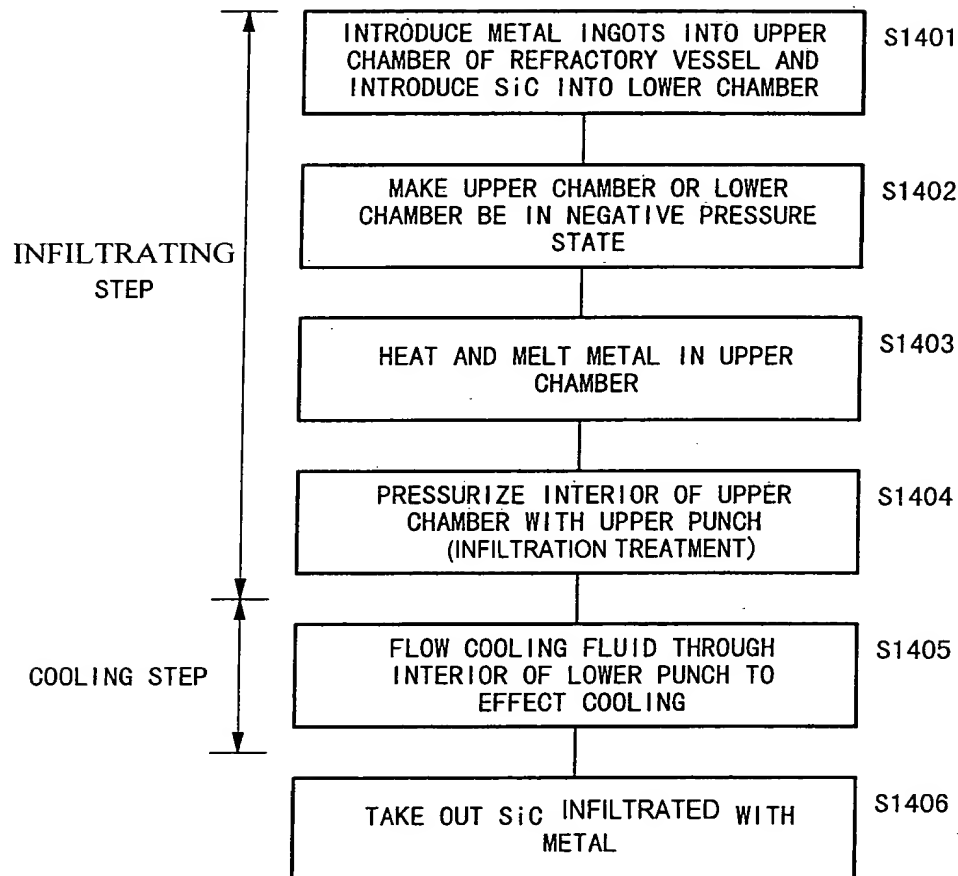 INTRODUCE METAL INGOTS INTO UPPER
CHAMBER OF REFRACTORY VESSEL AND
INTRODUCE SiC INTO LOWER CHAMBER
S1401
MAKE UPPER CHAMBER OR LOWER
CHAMBER BE IN NEGATIVE PRESSURE
STATE
S1402
INFILTRATING
STEP
HEAT AND MELT METAL IN UPPER
CHAMBER
S1403
PRESSURIZE INTERIOR OF UPPER
CHAMBER WITH UPPER PUNCH
(INFILTRATION TREATMENT)
S1404
COOLING STEP
FLOW COOLING FLUID THROUGH
INTERIOR OF LOWER PUNCH TO
EFFECT COOLING
S1405
TAKE OUT SiC INFILTRATED WITH
METAL
S1406